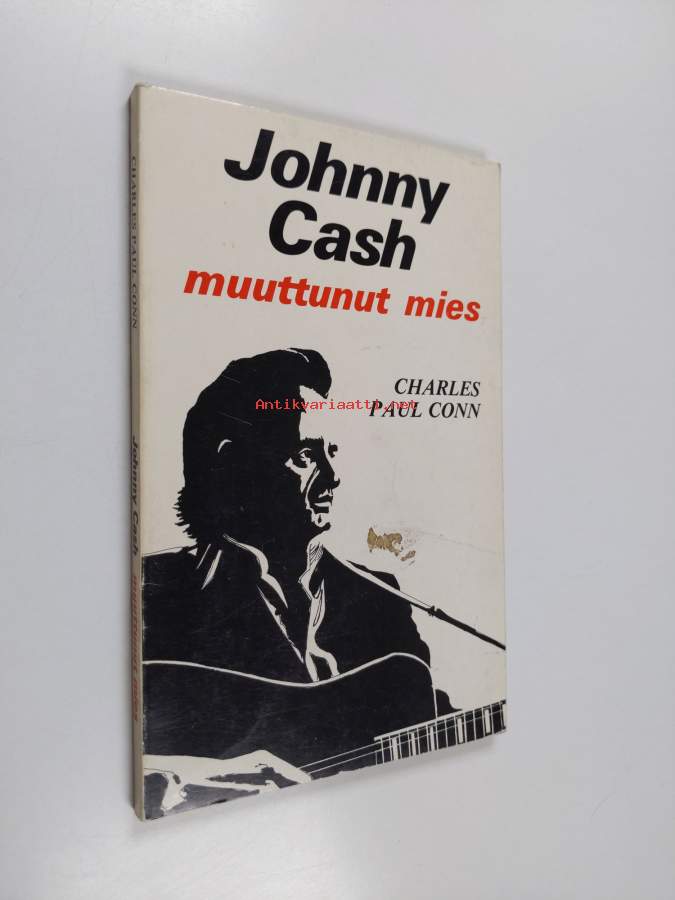 Johnny
Cash
muuttunut mies
CHARLES
PAUL CONN
Antikvariaatti.net
CHARLES PAUL CONN
Johnny Cash muuttunut mies